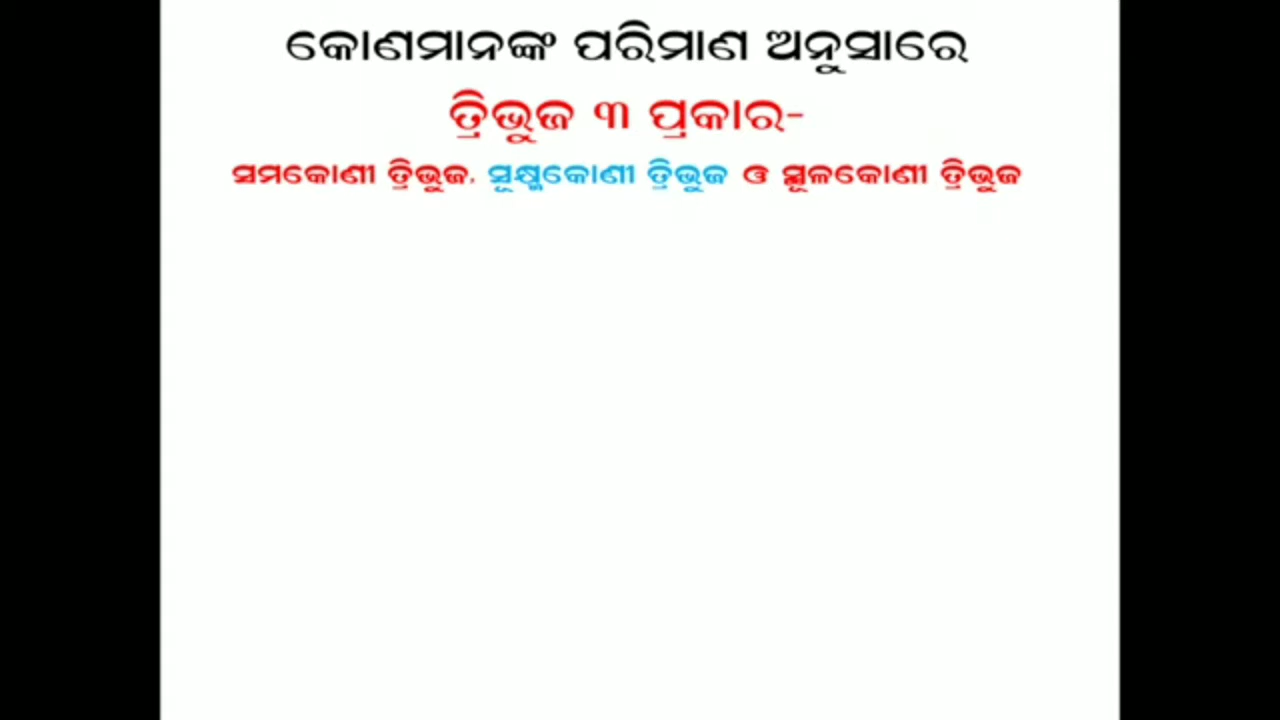 କୋଣମାନଙ୍କ ପରିମାଣ ଅନୁସାରେ
ତ୍ରିଭୁଜ ୩ ପ୍ରକାର-
ସମକୋଣୀ ତ୍ରିଭୁଜ, ସୂକ୍ଷ୍ମକୋଣୀ ତ୍ରିଭୁଜ ଓ ସ୍ଥୂଳକୋଣୀ ତ୍ରିଭୁଜ